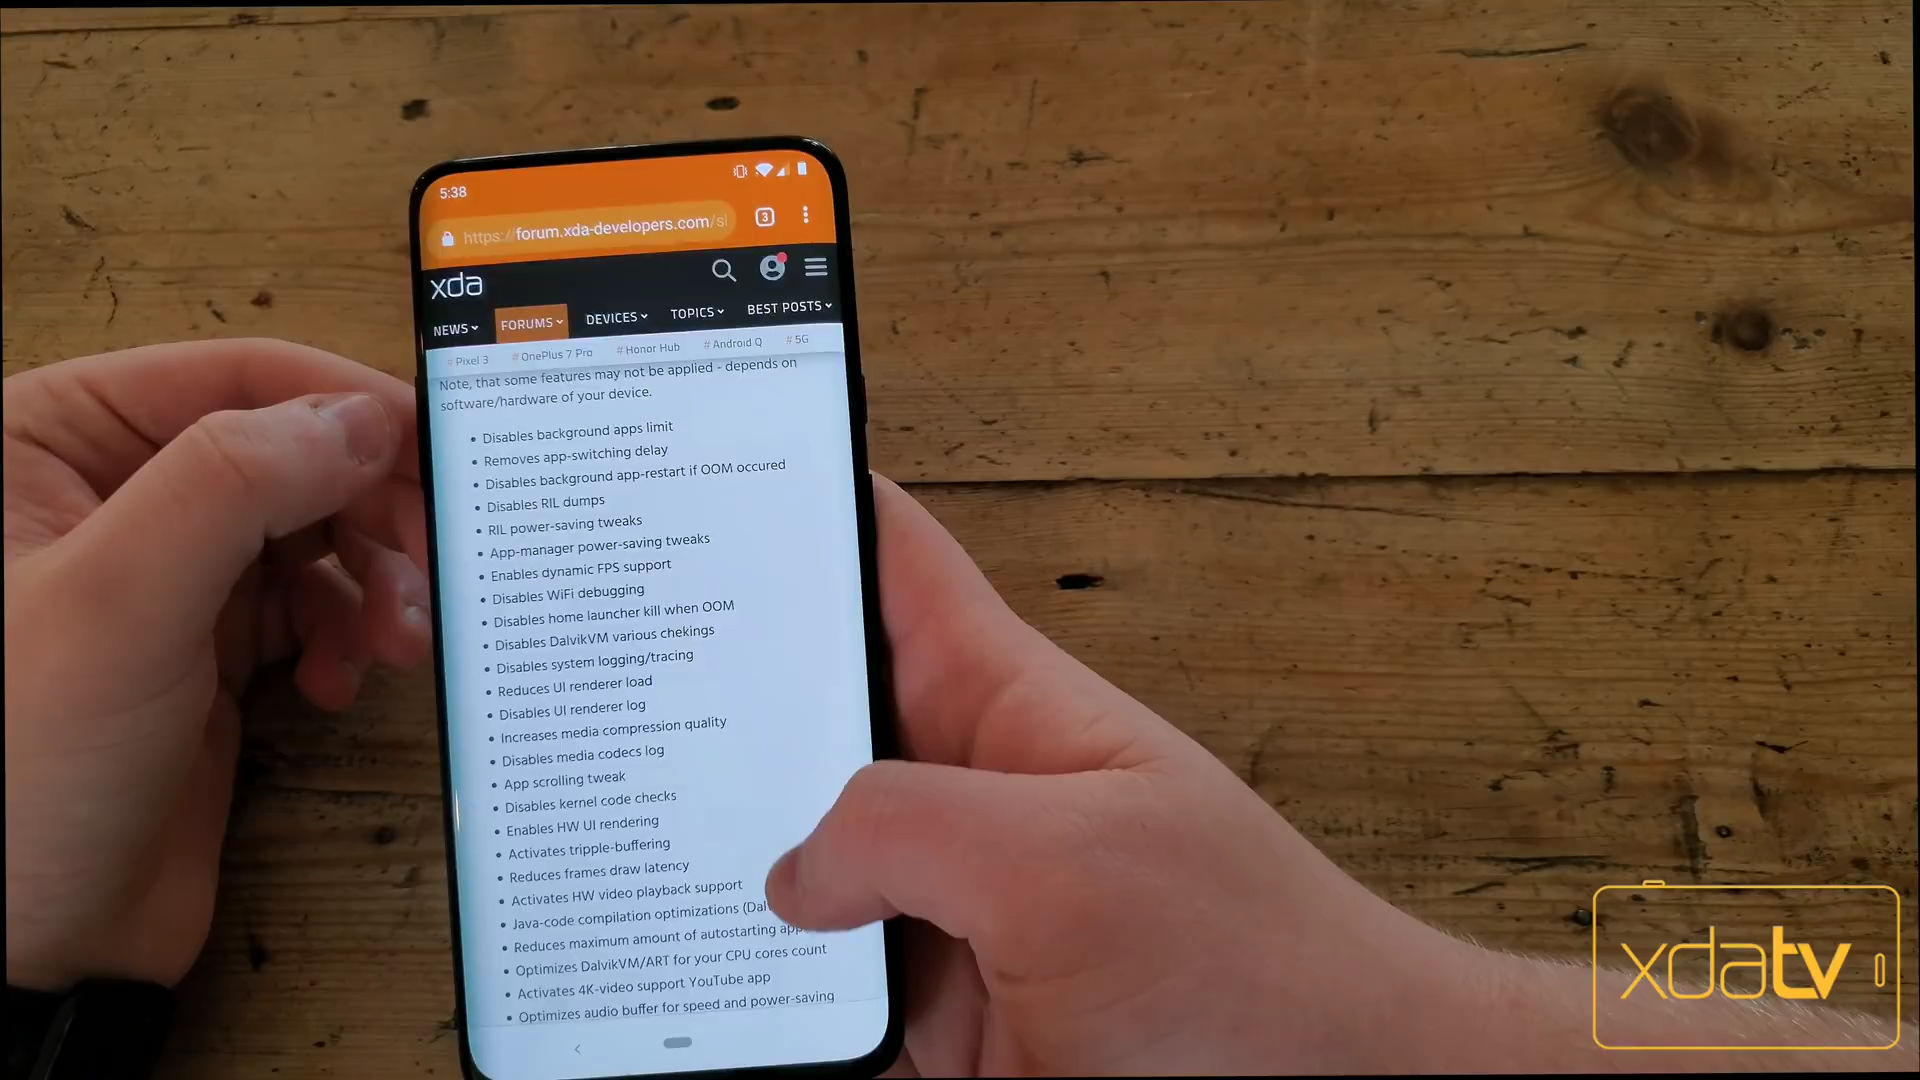 5:38
https://forum.xda-developers.com/sl
3
xda
NEWS FORUMS DEVICES TOPICS BEST POSTS
#Pixel 3 #OnePlus 7 Pro #Honor Hub #Android Q #5G
Note, that some features may not be applied - depends on
software/hardware of your device.
• Disables background apps limit
• Removes app-switching delay
• Disables background app-restart if OOM occured
• Disables RIL dumps
• RIL power-saving tweaks
• App-manager power-saving tweaks
• Enables dynamic FPS support
• Disables WiFi debugging
• Disables home launcher kill when OOM
• Disables DalvikVM various chekings
• Disables system logging/tracing
• Reduces UI renderer load
• Disables UI renderer log
• Increases media compression quality
• Disables media codecs log
• App scrolling tweak
• Disables kernel code checks
• Enables HW UI rendering
• Activates tripple-buffering
• Reduces frames draw latency
• Activates HW video playback support
• Java-code compilation optimizations
• Reduces maximum amount of autostarting
• Optimizes DalvikVM/ART for your CPU cores count
• Activates 4K-video support YouTube app
• Optimizes audio buffer for speed and power-saving
xdatv